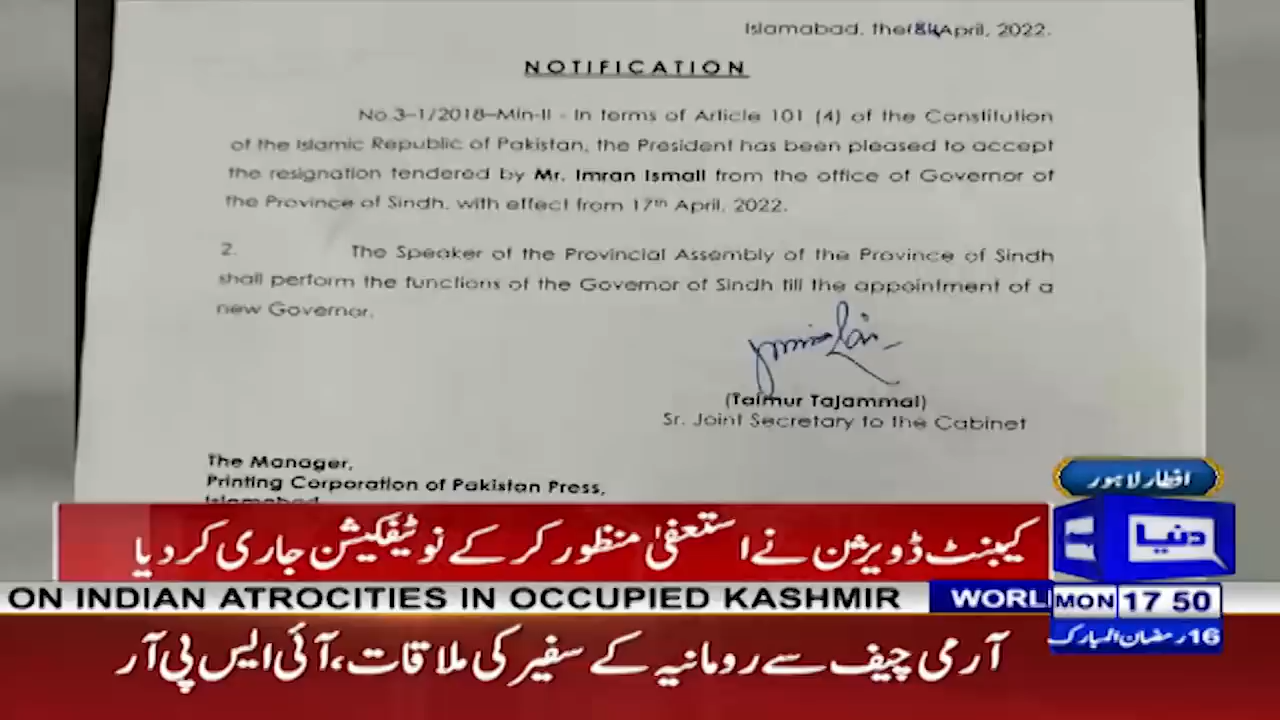 Islamabad, the 18th April, 2022.
NOTIFICATION
No.3-1/2018-Min-II - In terms of Article 101 (4) of the Constitution
of the Islamic Republic of Pakistan, the President has been pleased to accept
the resignation tendered by Mr. Imran Ismail from the office of Governor of
the Province of Sindh, with effect from 17th April, 2022.
2. The Speaker of the Provincial Assembly of the Province of Sindh
shall perform the functions of the Governor of Sindh till the appointment of a
new Governor.
(Taimur Tajammal)
Sr. Joint Secretary to the Cabinet
The Manager,
Printing Corporation of Pakistan Press,
Islamabad
افطار لاہور
کیبنٹ ڈویژن نے استعفیٰ منظور کر کے نوٹیفکیشن جاری کر دیا
دنیا
ON INDIAN ATROCITIES IN OCCUPIED KASHMIR WORL
MON 17 50
16 رمضان المبارک
آرمی چیف سے رومانیہ کے سفیر کی ملاقات، آئی ایس پی آر